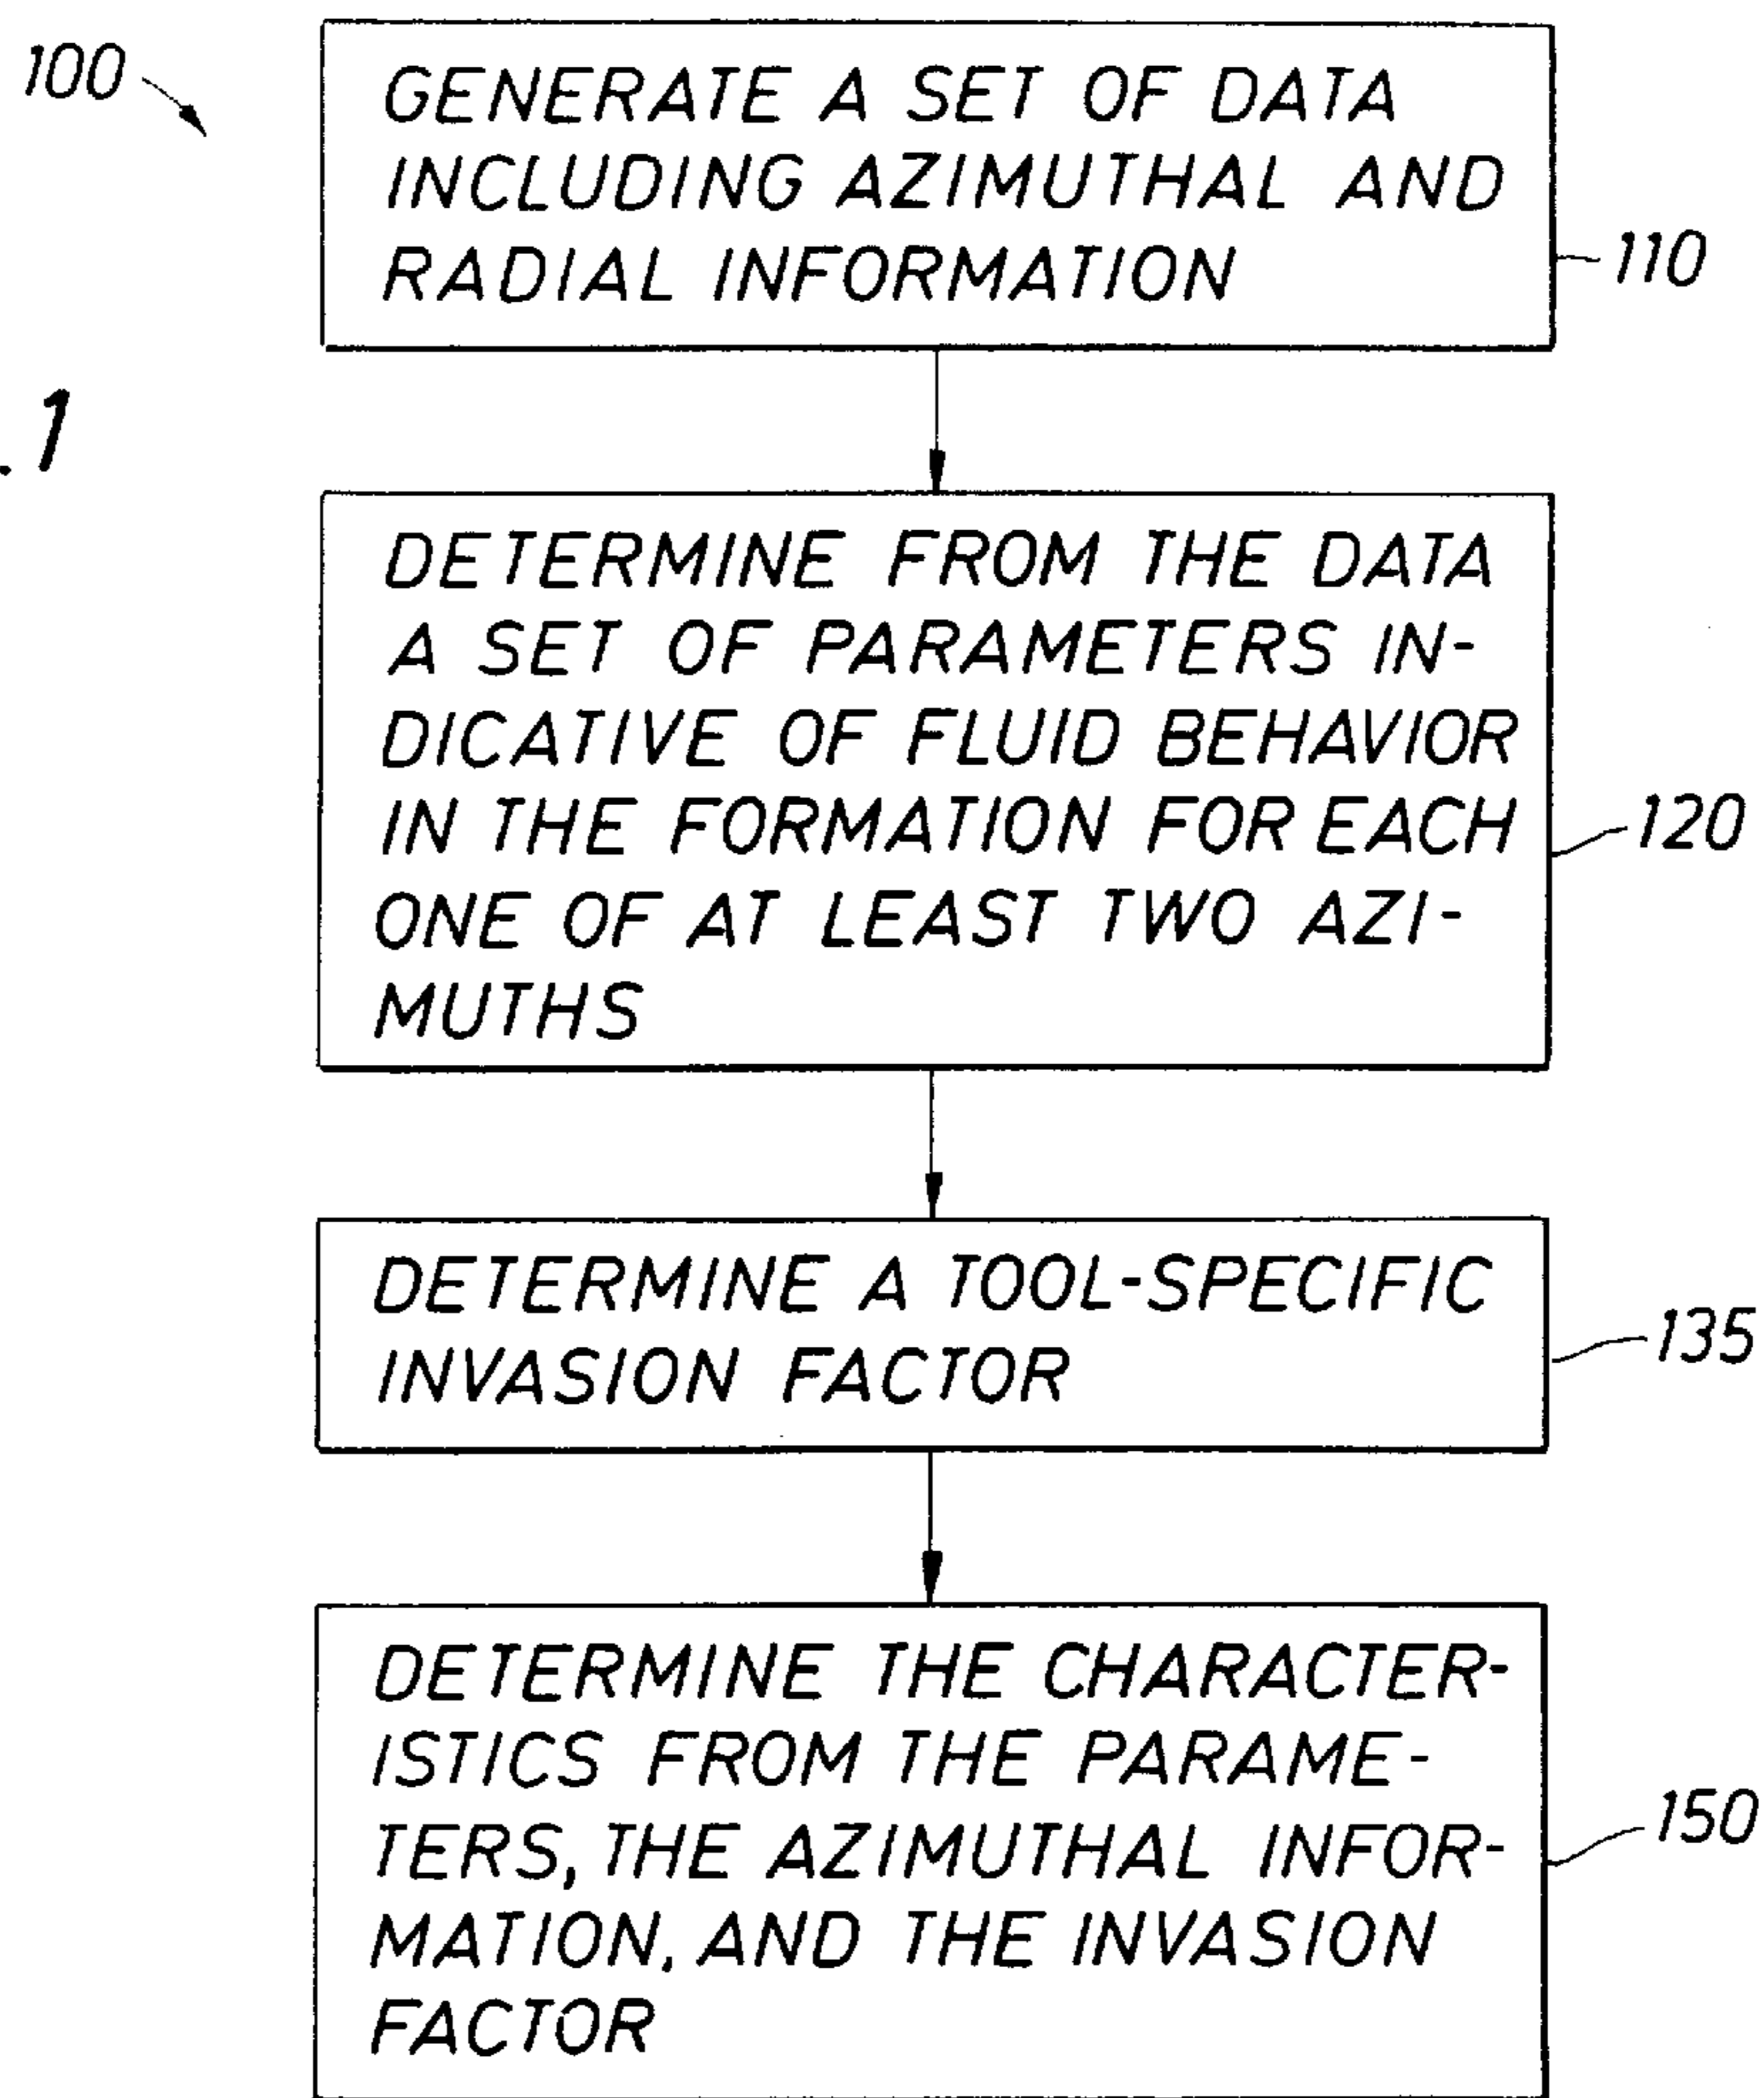 100
GENERATE A SET OF DATA
INCLUDING AZIMUTHAL AND
RADIAL INFORMATION
110
.1
DETERMINE FROM THE DATA
A SET OF PARAMETERS IN-
DICATIVE OF FLUID BEHAVIOR
IN THE FORMATION FOR EACH
ONE OF AT LEAST TWO AZI-
MUTHS
120
DETERMINE A TOOL-SPECIFIC
INVASION FACTOR
135
DETERMINE THE CHARACTER-
ISTICS FROM THE PARAME-
TERS, THE AZIMUTHAL INFOR-
MATION, AND THE INVASION
FACTOR
150